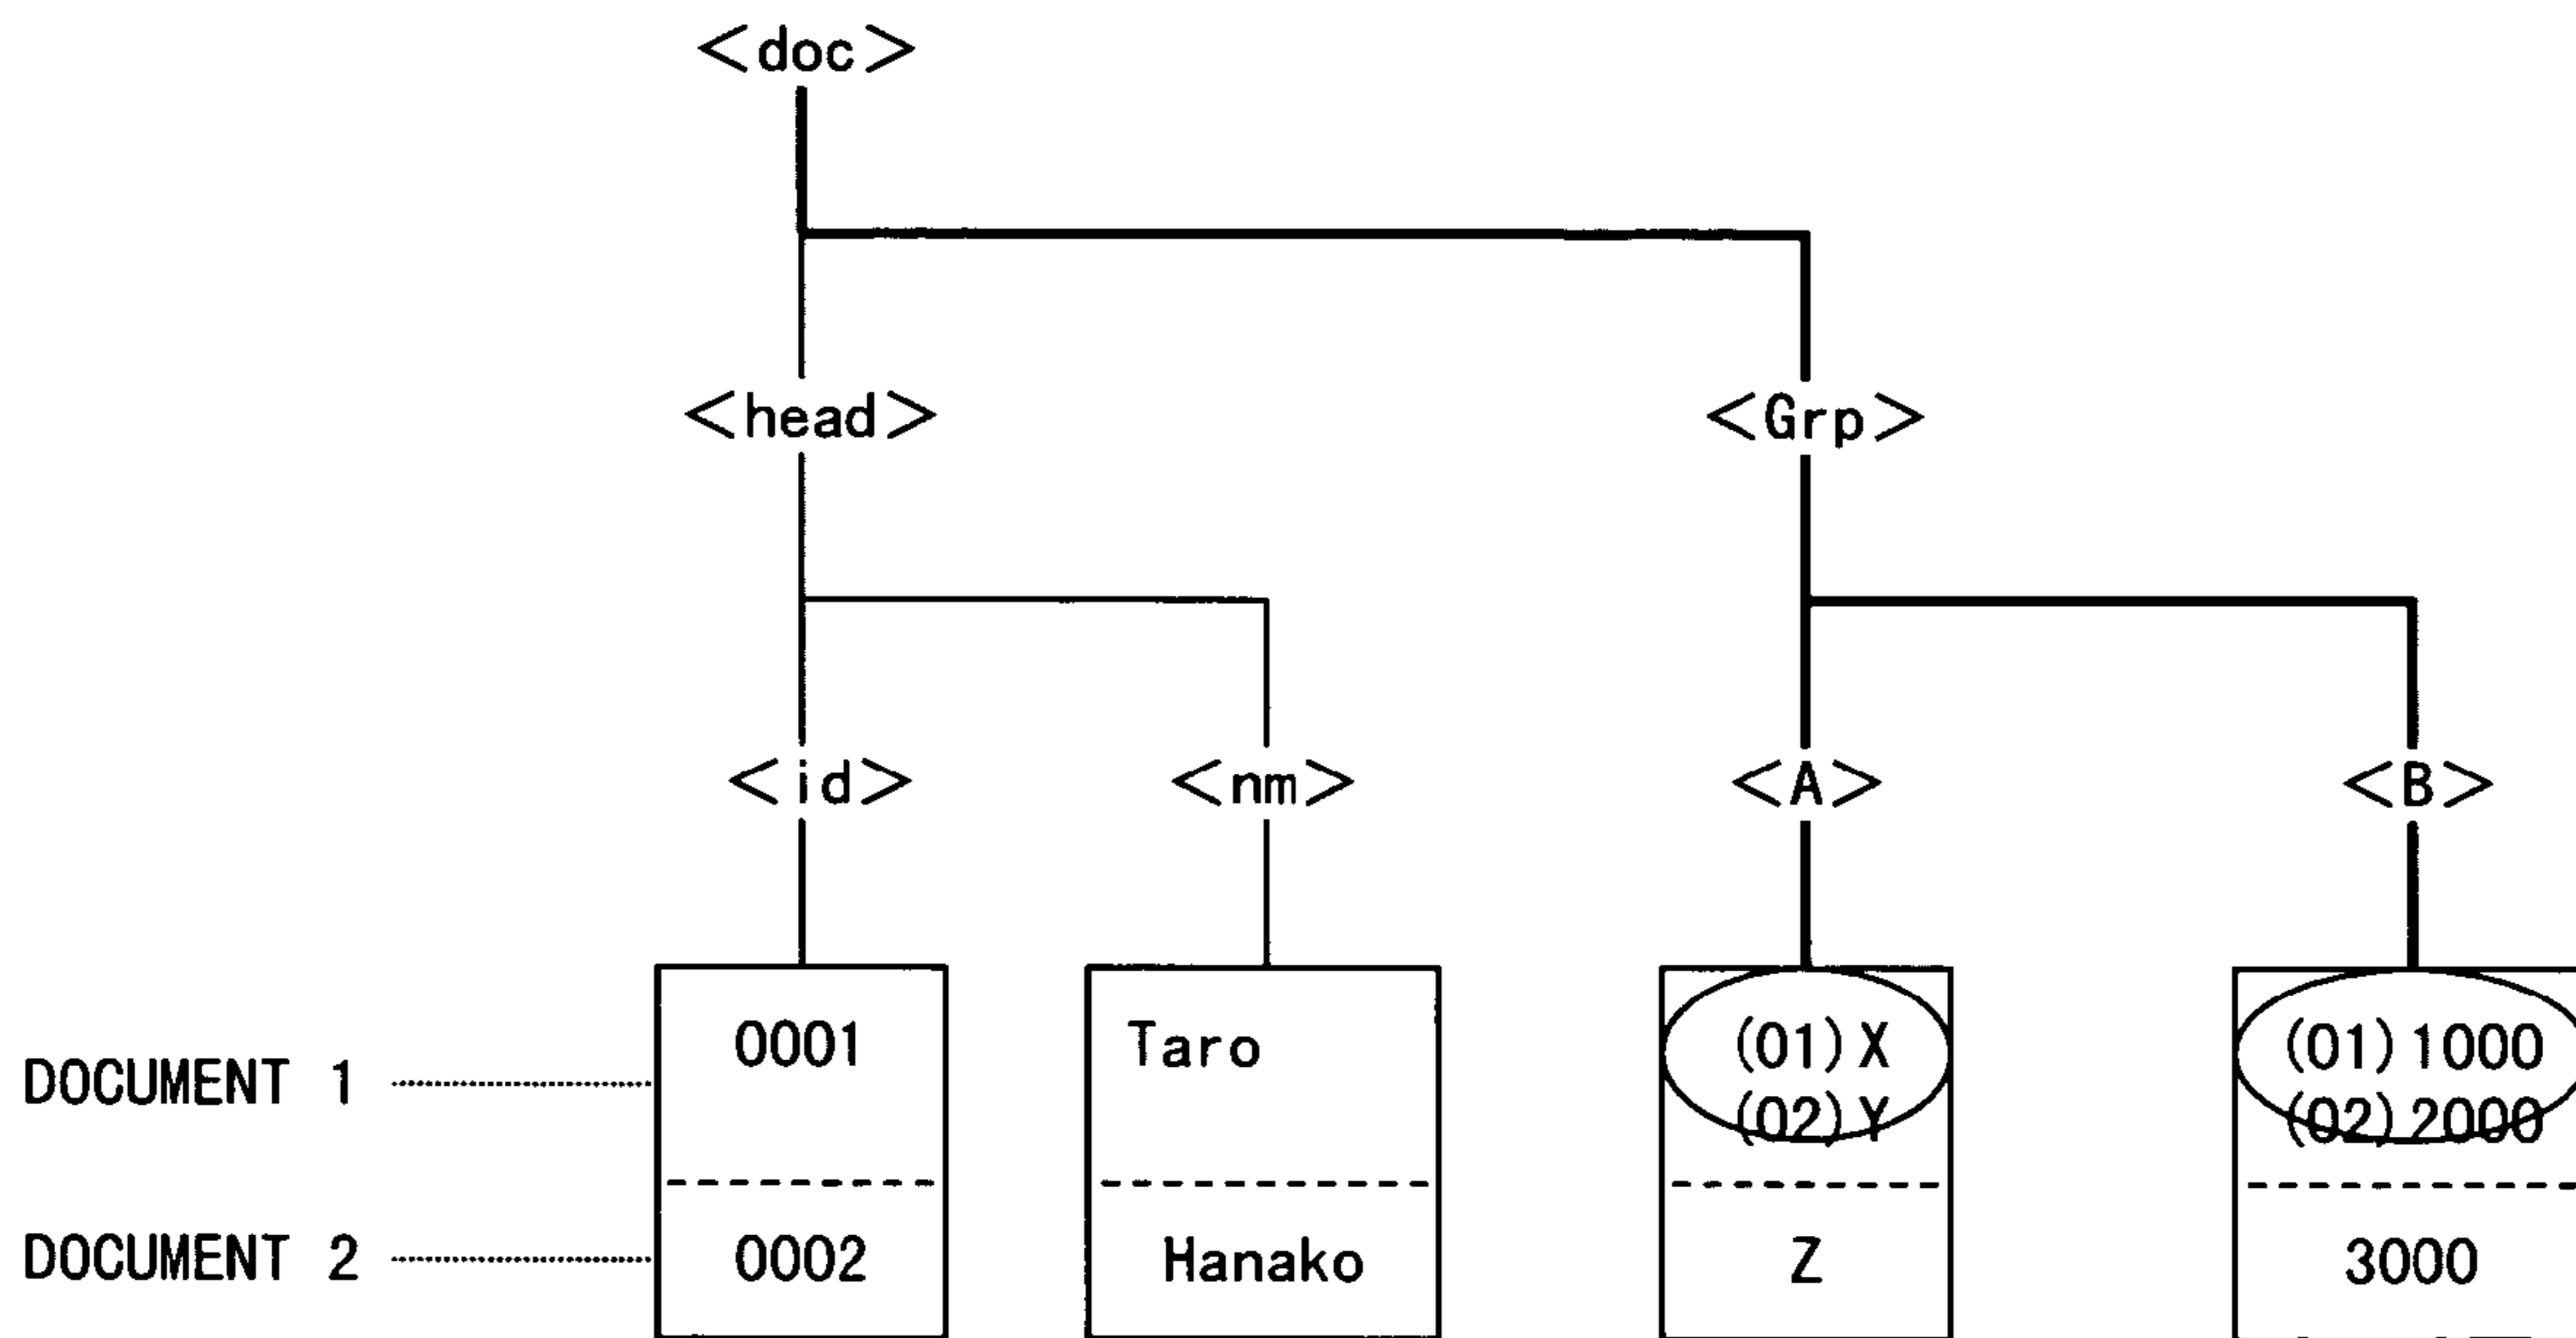 <doc>
<head> <Grp>
<id> <nm> <A> <B>
DOCUMENT 1 0001 Taro (01)X (01)1000
(02)Y (02)2000
DOCUMENT 2 0002 Hanako Z 3000